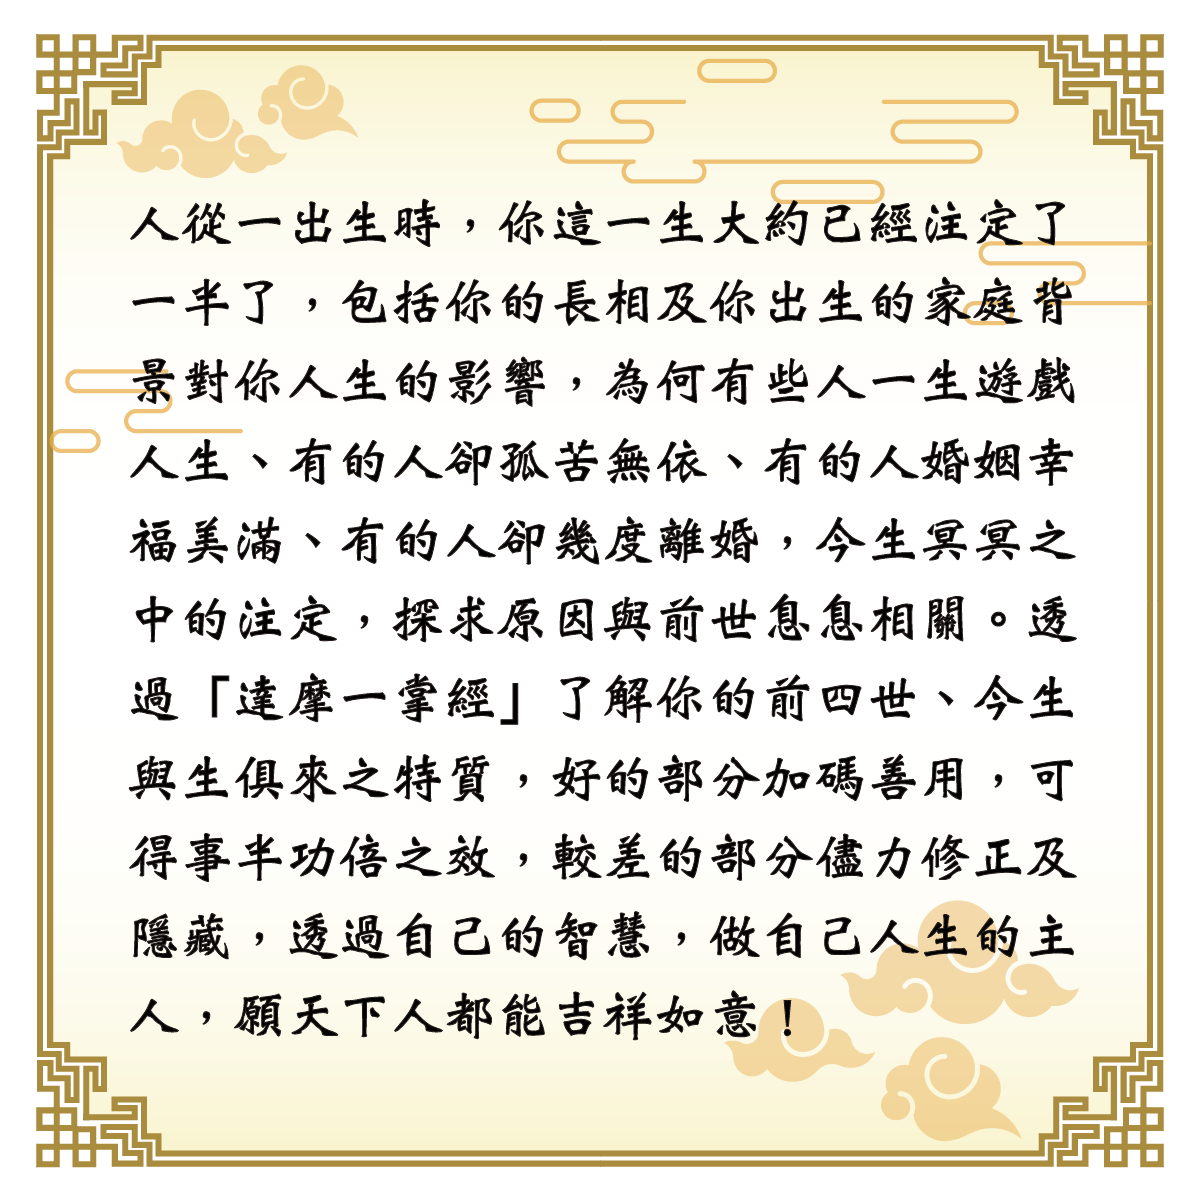 人從一出生時，你這一生大約已經注定了
一半了，包括你的長相及你出生的家庭背
景對你人生的影響，為何有些人一生遊戲
人生、有的人卻孤苦無依、有的人婚姻幸
福美滿、有的人卻幾度離婚，今生冥冥之
中的注定，探求原因與前世息息相關。透
過「達摩一掌經」了解你的前四世、今生
與生俱來之特質，好的部分加碼善用，可
得事半功倍之效，較差的部分儘力修正及
隱藏，透過自己的智慧，做自己人生的主
人，願天下人都能吉祥如意！